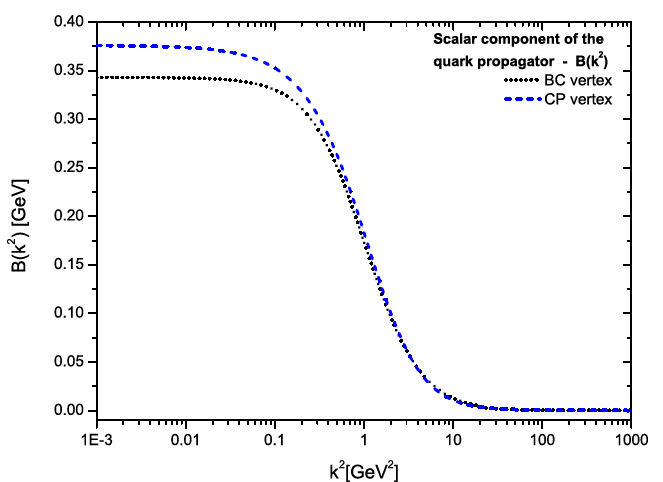 Scalar component of the
quark propagator - B(k²)
BC vertex
CP vertex
0.40
0.35
0.30
0.25
0.20
0.15
0.10
0.05
0.00
B(k²) [GeV]
1E-3 0.01 0.1 1 10 100 1000
k²[GeV²]